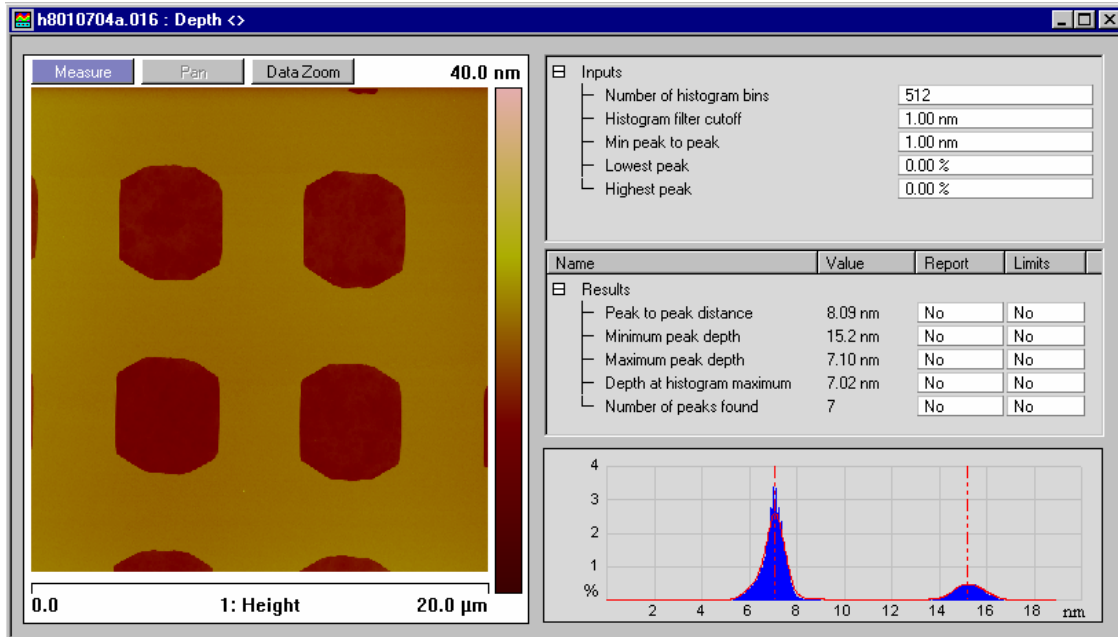 h8010704a.016 : Depth <>
Measure Pan Data Zoom 40.0 nm
0.0 1: Height 20.0 µm
Inputs
Number of histogram bins 512
Histogram filter cutoff 1.00 nm
Min peak to peak 1.00 nm
Lowest peak 0.00 %
Highest peak 0.00 %
Name Value Report Limits
Results
Peak to peak distance 8.09 nm No No
Minimum peak depth 15.2 nm No No
Maximum peak depth 7.10 nm No No
Depth at histogram maximum 7.02 nm No No
Number of peaks found 7 No No
4
3
2
1
%
2 4 6 8 10 12 14 16 18 nm